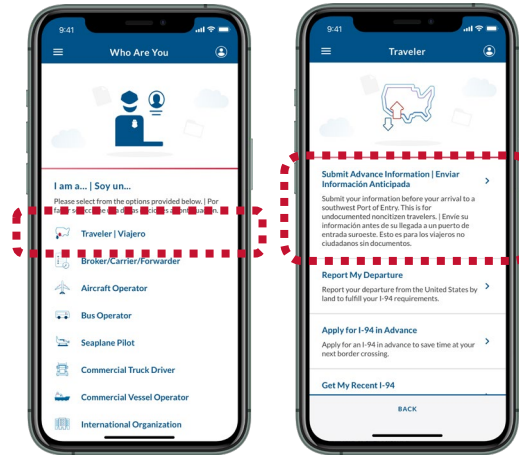 9:41
Who Are You
I am a... | Soy un...
Please select from the options provided below. | Por
Traveler | Viajero
Broker/Carrier/Forwarder
Aircraft Operator
Bus Operator
Seaplane Pilot
Commercial Truck Driver
Commercial Vessel Operator
International Organization
9:41
Traveler
Submit Advance Information | Enviar
Información Anticipada
Submit your information before your arrival to a
southwest Port of Entry. This is for
undocumented noncitizen travelers. | Envíe su
información antes de su llegada a un puerto de
entrada suroeste. Esto es para los viajeros no
ciudadanos sin documentos.
Report My Departure
Report your departure from the United States by
land to fulfill your I-94 requirements.
Apply for I-94 in Advance
Apply for an I-94 in advance to save time at your
next border crossing.
Get My Recent I-94
BACK